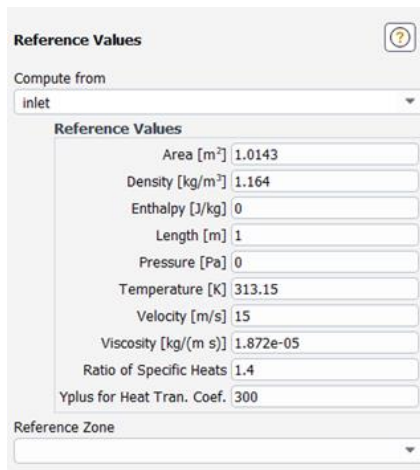 Reference Values
?
Compute from
inlet
Reference Values
Area [m²] 1.0143
Density [kg/m³] 1.164
Enthalpy [J/kg] 0
Length [m] 1
Pressure [Pa] 0
Temperature [K] 313.15
Velocity [m/s] 15
Viscosity [kg/(m s)] 1.872e-05
Ratio of Specific Heats 1.4
Yplus for Heat Tran. Coef. 300
Reference Zone